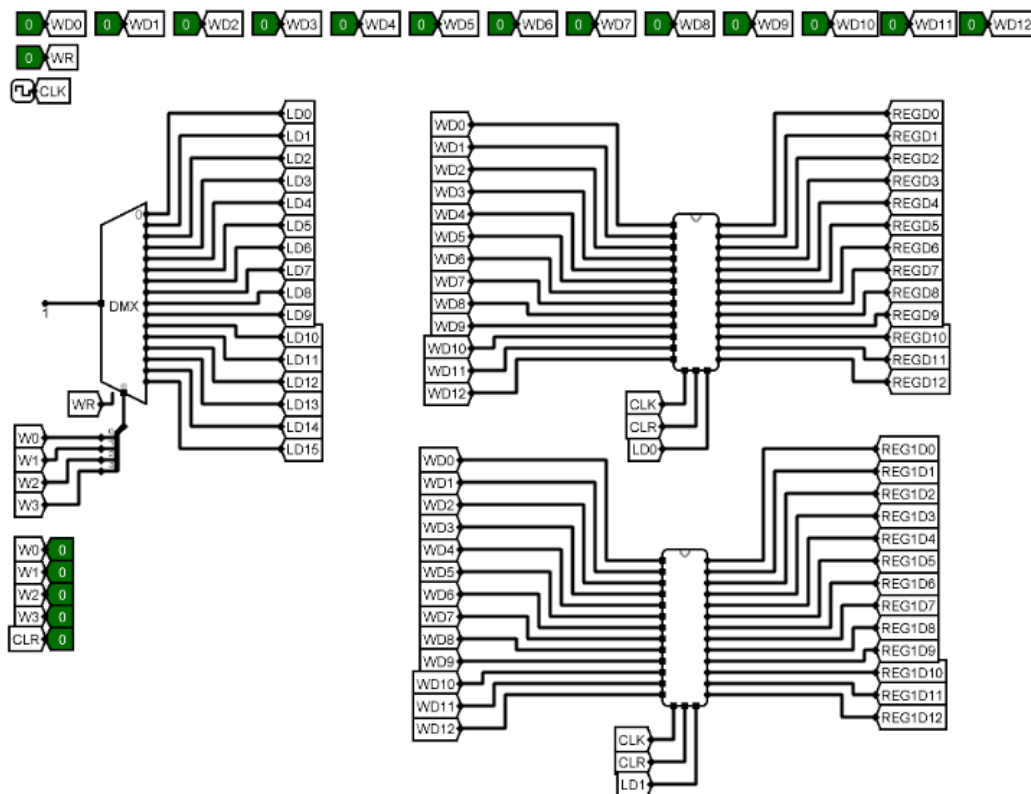 0 WD0 0 WD1 0 WD2 0 WD3 0 WD4 0 WD5 0 WD6 0 WD7 0 WD8 0 WD9 0 WD10 0 WD11 0 WD12
0 WR
CLK
LD0
LD1
LD2
LD3
LD4
LD5
LD6
LD7
LD8
LD9
LD10
LD11
LD12
LD13
LD14
LD15
0
DMX
1
WR
W0
W1
W2
W3
W0 0
W1 0
W2 0
W3 0
CLR 0
WD0
WD1
WD2
WD3
WD4
WD5
WD6
WD7
WD8
WD9
WD10
WD11
WD12
CLK
CLR
LD0
REGD0
REGD1
REGD2
REGD3
REGD4
REGD5
REGD6
REGD7
REGD8
REGD9
REGD10
REGD11
REGD12
WD0
WD1
WD2
WD3
WD4
WD5
WD6
WD7
WD8
WD9
WD10
WD11
WD12
CLK
CLR
LD1
REG1D0
REG1D1
REG1D2
REG1D3
REG1D4
REG1D5
REG1D6
REG1D7
REG1D8
REG1D9
REG1D10
REG1D11
REG1D12